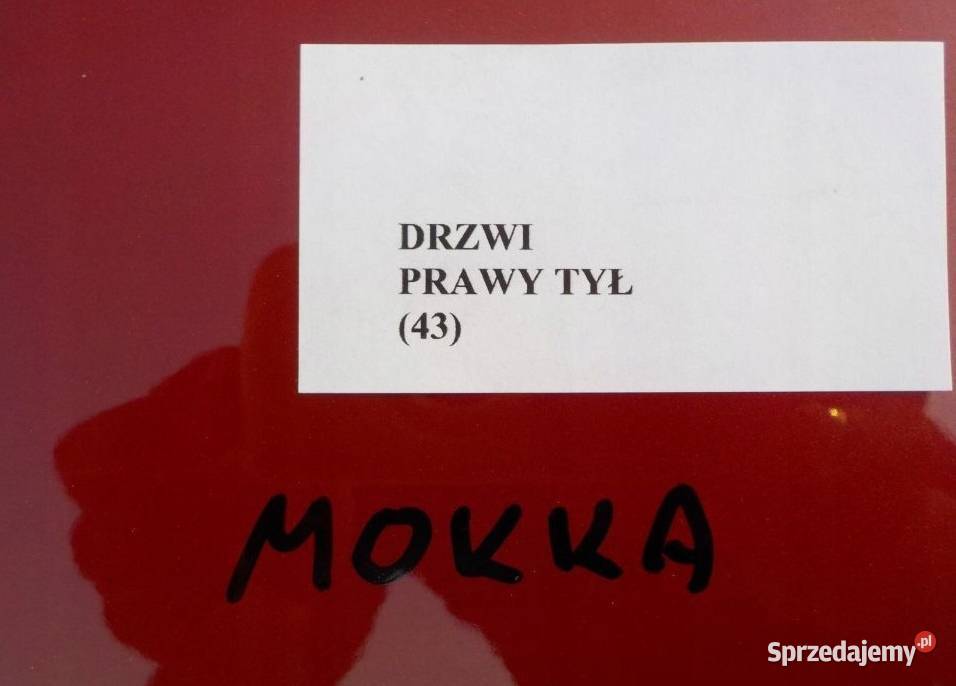 DRZWI
PRAWY TYŁ
(43)
MOKKA
Sprzedajemy.pl